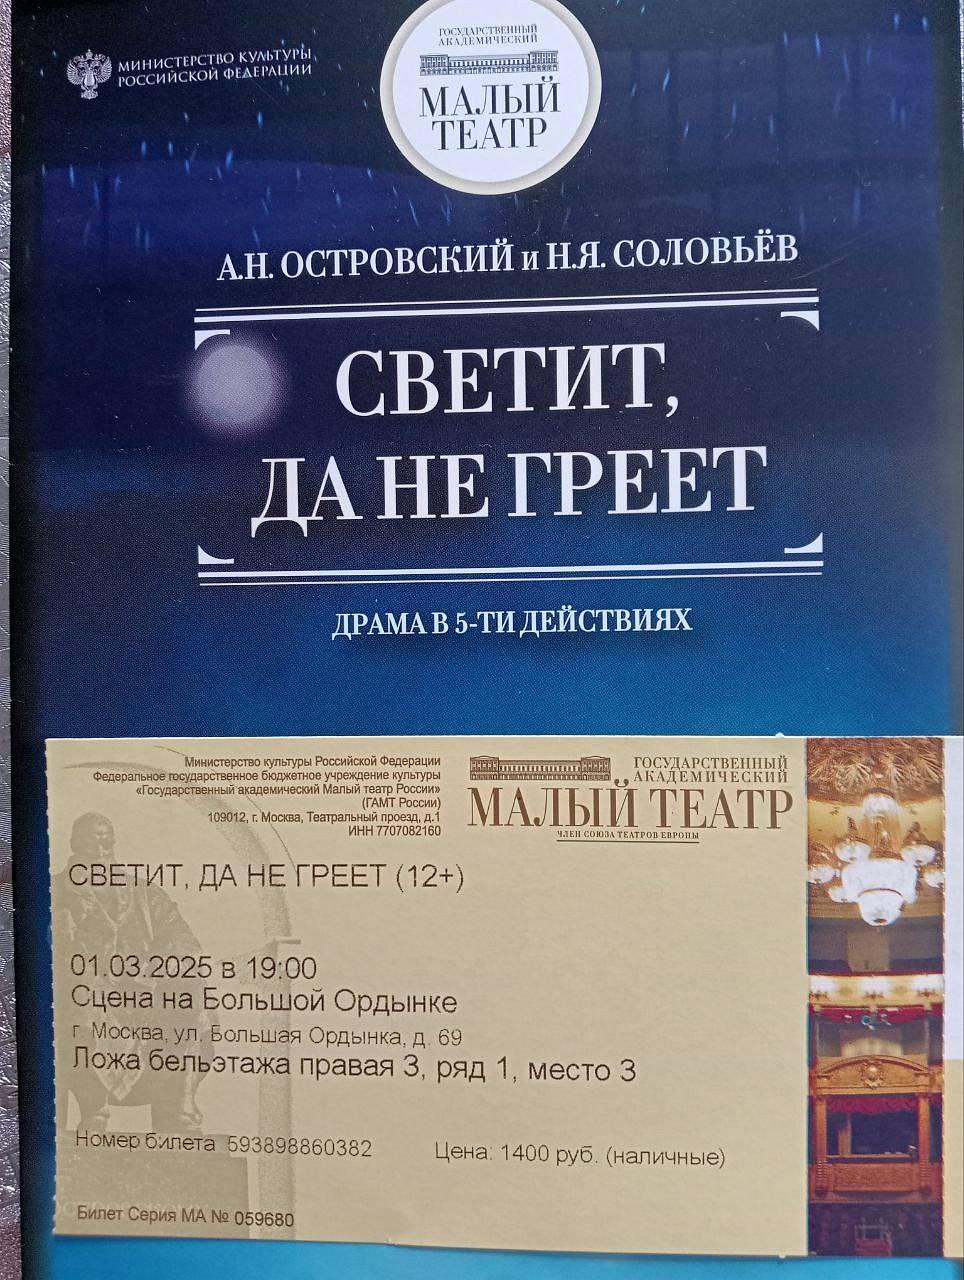 МИНИСТЕРСТВО КУЛЬТУРЫ
РОССИЙСКОЙ ФЕДЕРАЦИИ
ГОСУДАРСТВЕННЫЙ
АКАДЕМИЧЕСКИЙ
МАЛЫЙ
ТЕАТР
А.Н. ОСТРОВСКИЙ и Н.Я. СОЛОВЬЁВ
СВЕТИТ,
ДА НЕ ГРЕЕТ
ДРАМА В 5-ТИ ДЕЙСТВИЯХ
Министерство культуры Российской Федерации
Федеральное государственное бюджетное учреждение культуры
«Государственный академический Малый театр России»
(ГАМТ России)
109012, г. Москва, Театральный проезд, д.1
ИНН 7707082160
ГОСУДАРСТВЕННЫЙ
АКАДЕМИЧЕСКИЙ
МАЛЫЙ ТЕАТР
ЧЛЕН СОЮЗА ТЕАТРОВ ЕВРОПЫ
СВЕТИТ, ДА НЕ ГРЕЕТ (12+)
01.03.2025 в 19:00
Сцена на Большой Ордынке
г. Москва, ул. Большая Ордынка, д. 69
Ложа бельэтажа правая 3, ряд 1, место 3
Номер билета 593898860382
Цена: 1400 руб. (наличные)
Билет Серия МА № 059680